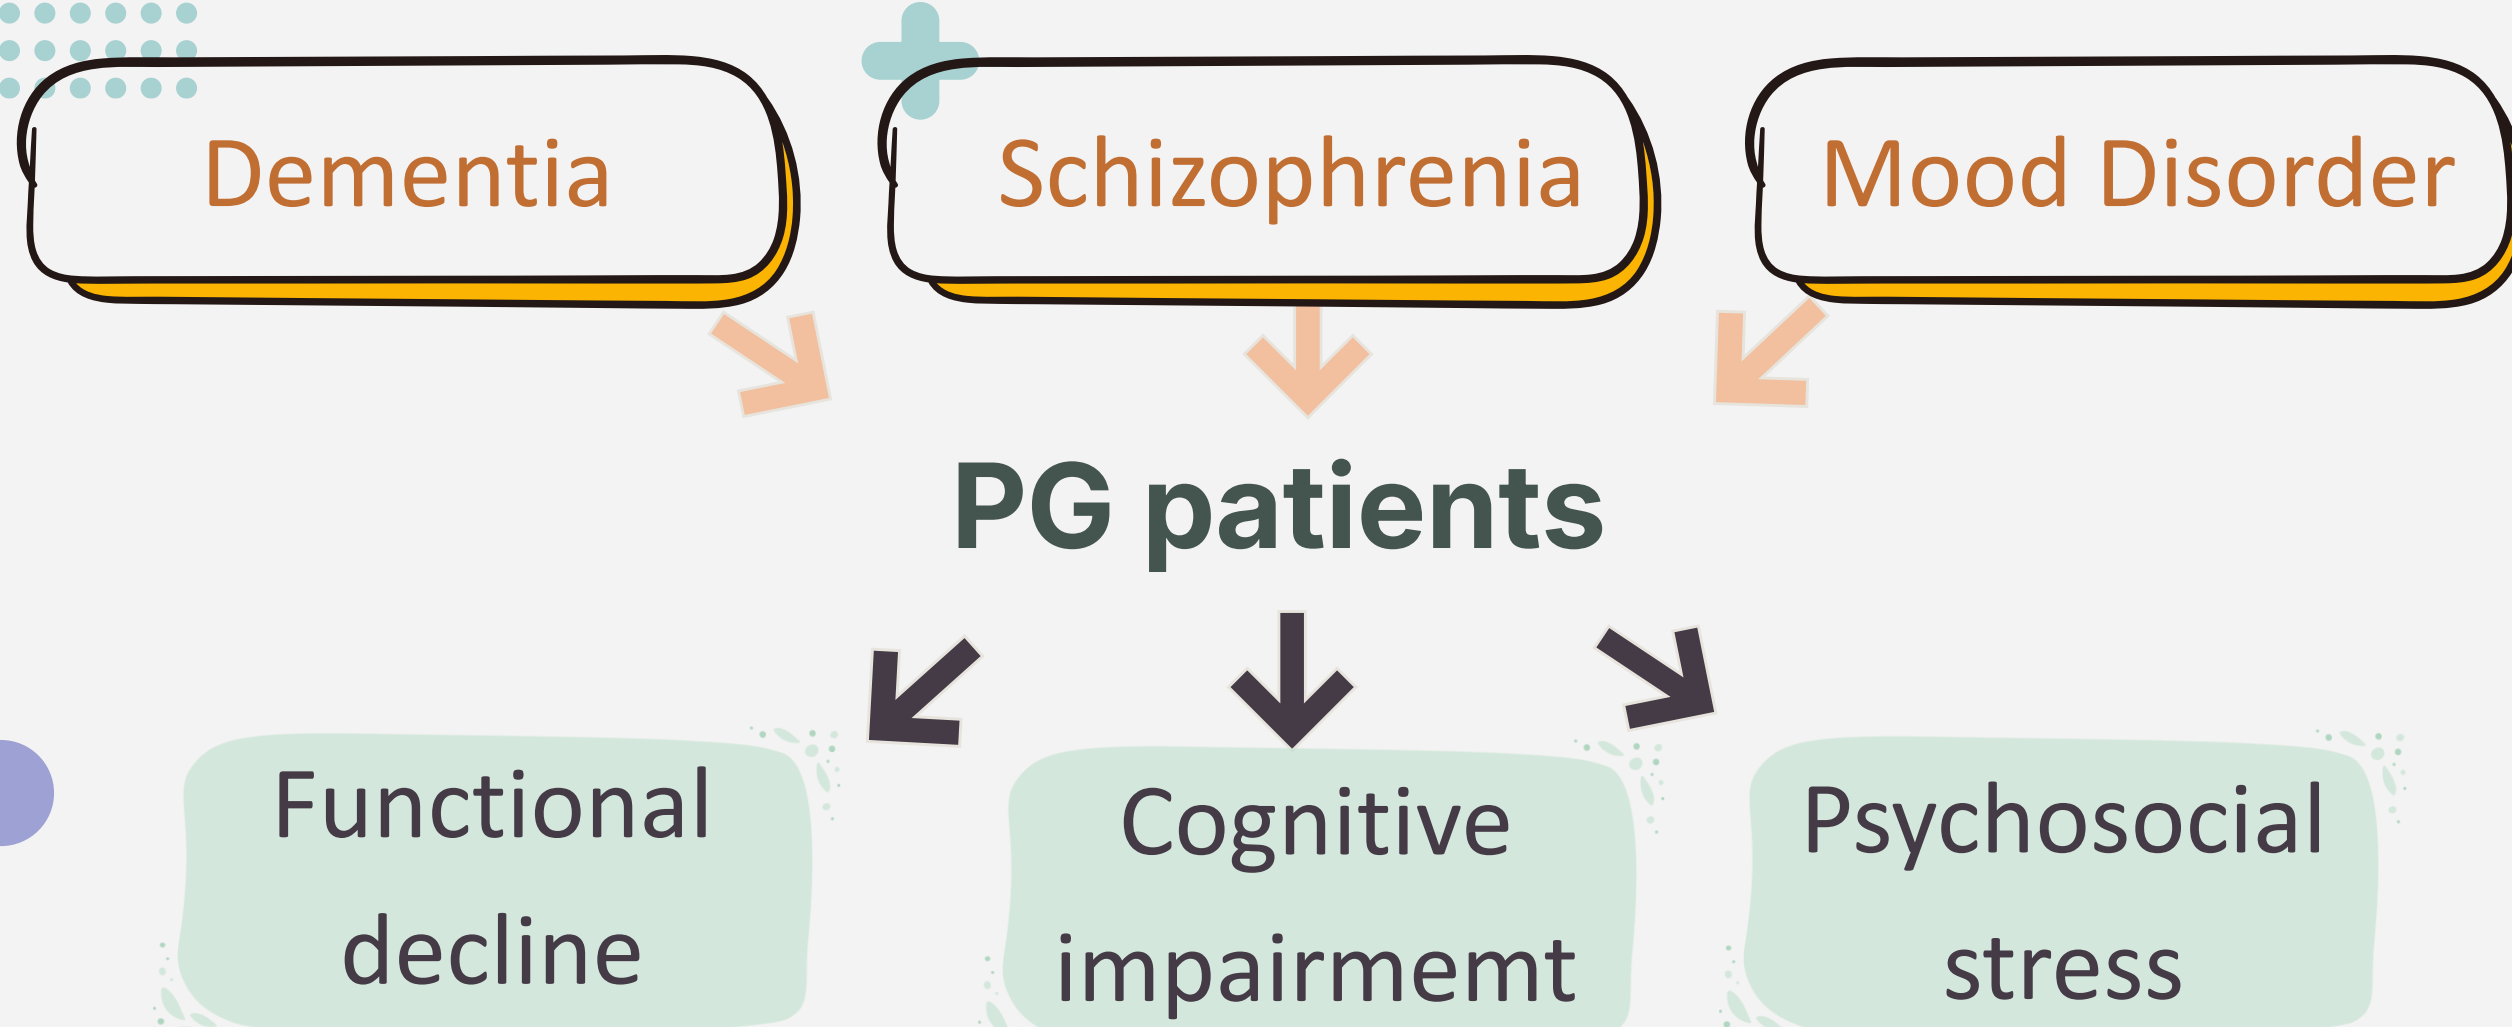 Dementia
Schizophrenia
Mood Disorder
PG patients
Functional
decline
Cognitive
impairmemt
Psychosocial
stress